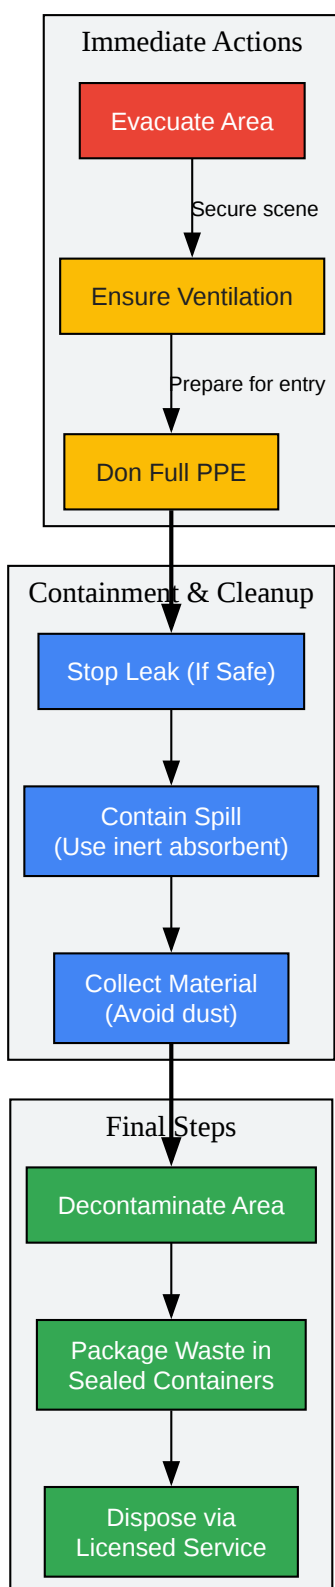 Immediate Actions
Evacuate Area
Secure scene
Ensure Ventilation
Prepare for entry
Don Full PPE
Containment & Cleanup
Stop Leak (If Safe)
Contain Spill
(Use inert absorbent)
Collect Material
(Avoid dust)
Final Steps
Decontaminate Area
Package Waste in
Sealed Containers
Dispose via
Licensed Service